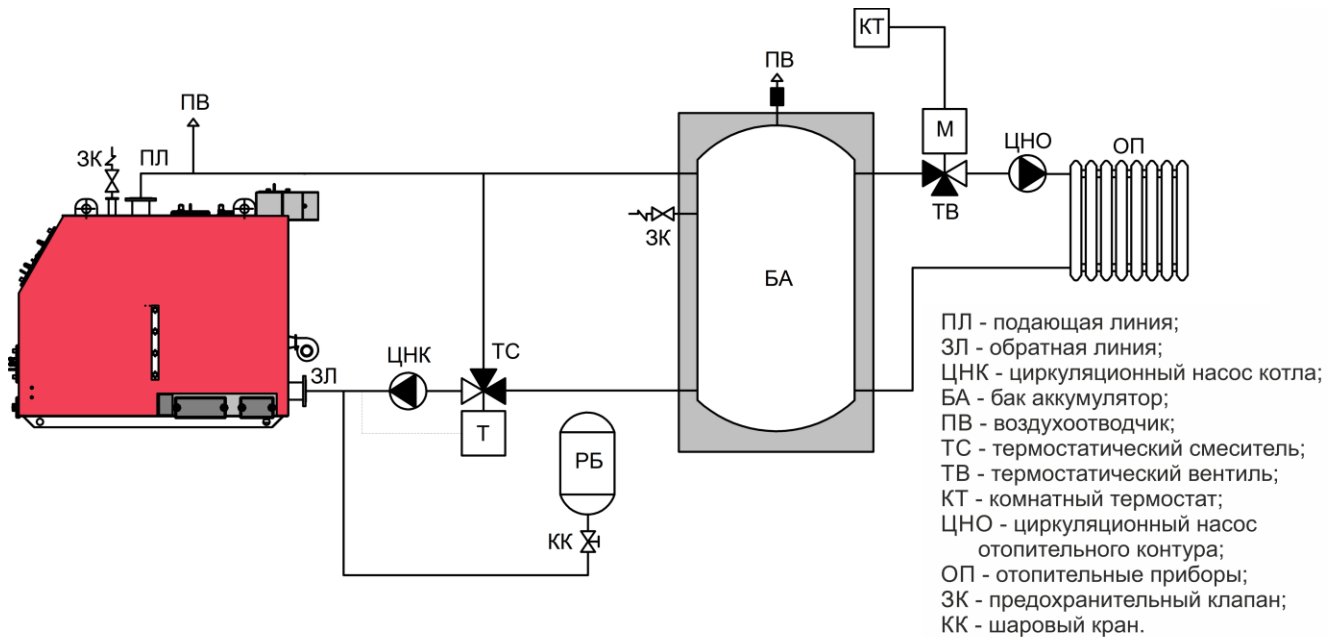 КТ
ПВ
ПВ
М
ЦНО
ОП
ЗК
ПЛ
ТВ
ЗК
БА
ЗЛ
ЦНК
ТС
Т
РБ
КК
ПЛ - подающая линия;
ЗЛ - обратная линия;
ЦНК - циркуляционный насос котла;
БА - бак аккумулятор;
ПВ - воздухоотводчик;
ТС - термостатический смеситель;
ТВ - термостатический вентиль;
КТ - комнатный термостат;
ЦНО - циркуляционный насос
отопительного контура;
ОП - отопительные приборы;
ЗК - предохранительный клапан;
КК - шаровый кран.